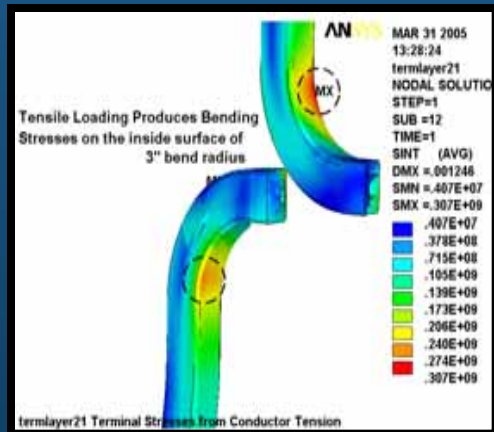 ANSYS
MAR 31 2005
13:28:24
termlayer21
NODAL SOLUTIO
STEP=1
SUB =12
TIME=1
SINT (AVG)
DMX =.001246
SMN =.407E+07
SMX =.307E+09
.407E+07
.378E+08
.715E+08
.105E+09
.139E+09
.173E+09
.206E+09
.240E+09
.274E+09
.307E+09
MX
Tensile Loading Produces Bending
Stresses on the inside surface of
3" bend radius
termlayer21 Terminal Stresses from Conductor Tension